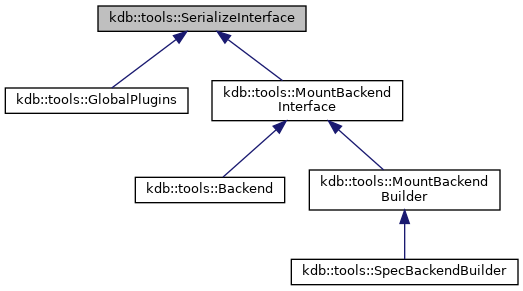 kdb::tools::SerializeInterface
kdb::tools::GlobalPlugins
kdb::tools::MountBackend
Interface
kdb::tools::Backend
kdb::tools::MountBackend
Builder
kdb::tools::SpecBackendBuilder